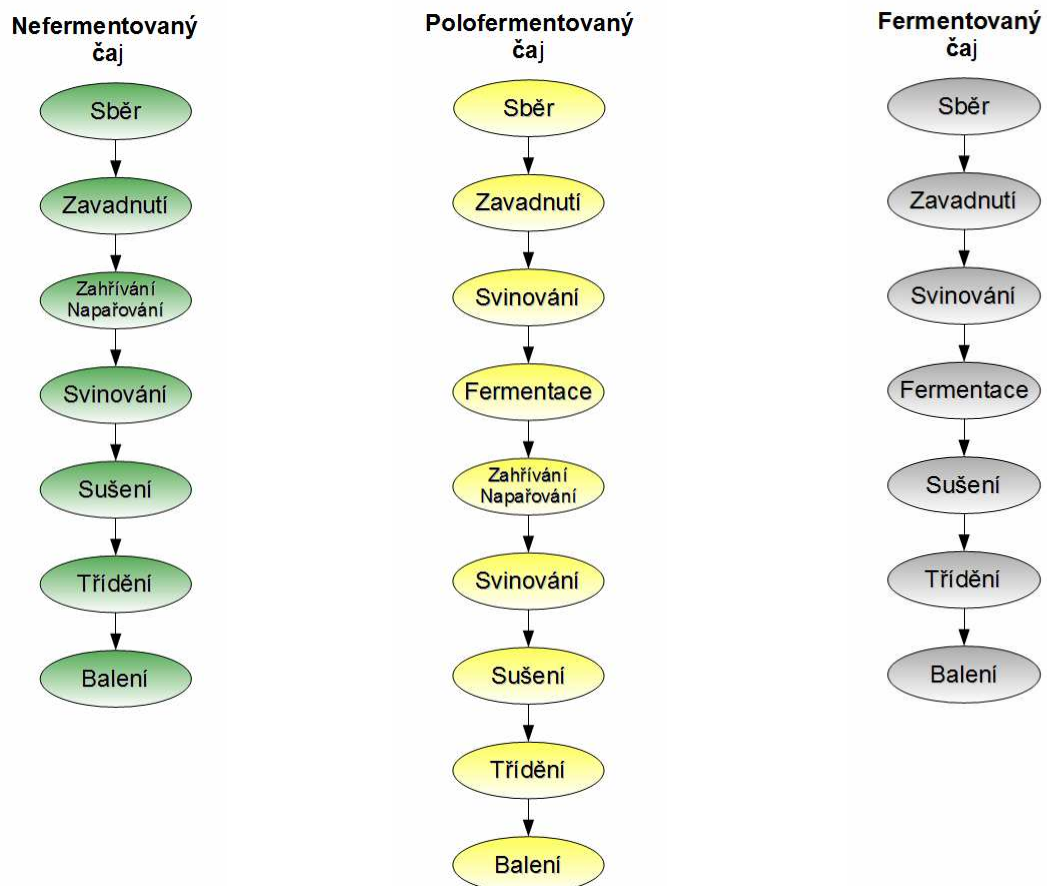 Nefermentovaný
čaj
Sběr
Zavadnutí
Zahřívání
Napařování
Svinování
Sušení
Třídění
Balení
Polofermentovaný
čaj
Sběr
Zavadnutí
Svinování
Fermentace
Zahřívání
Napařování
Svinování
Sušení
Třídění
Balení
Fermentovaný
čaj
Sběr
Zavadnutí
Svinování
Fermentace
Sušení
Třídění
Balení